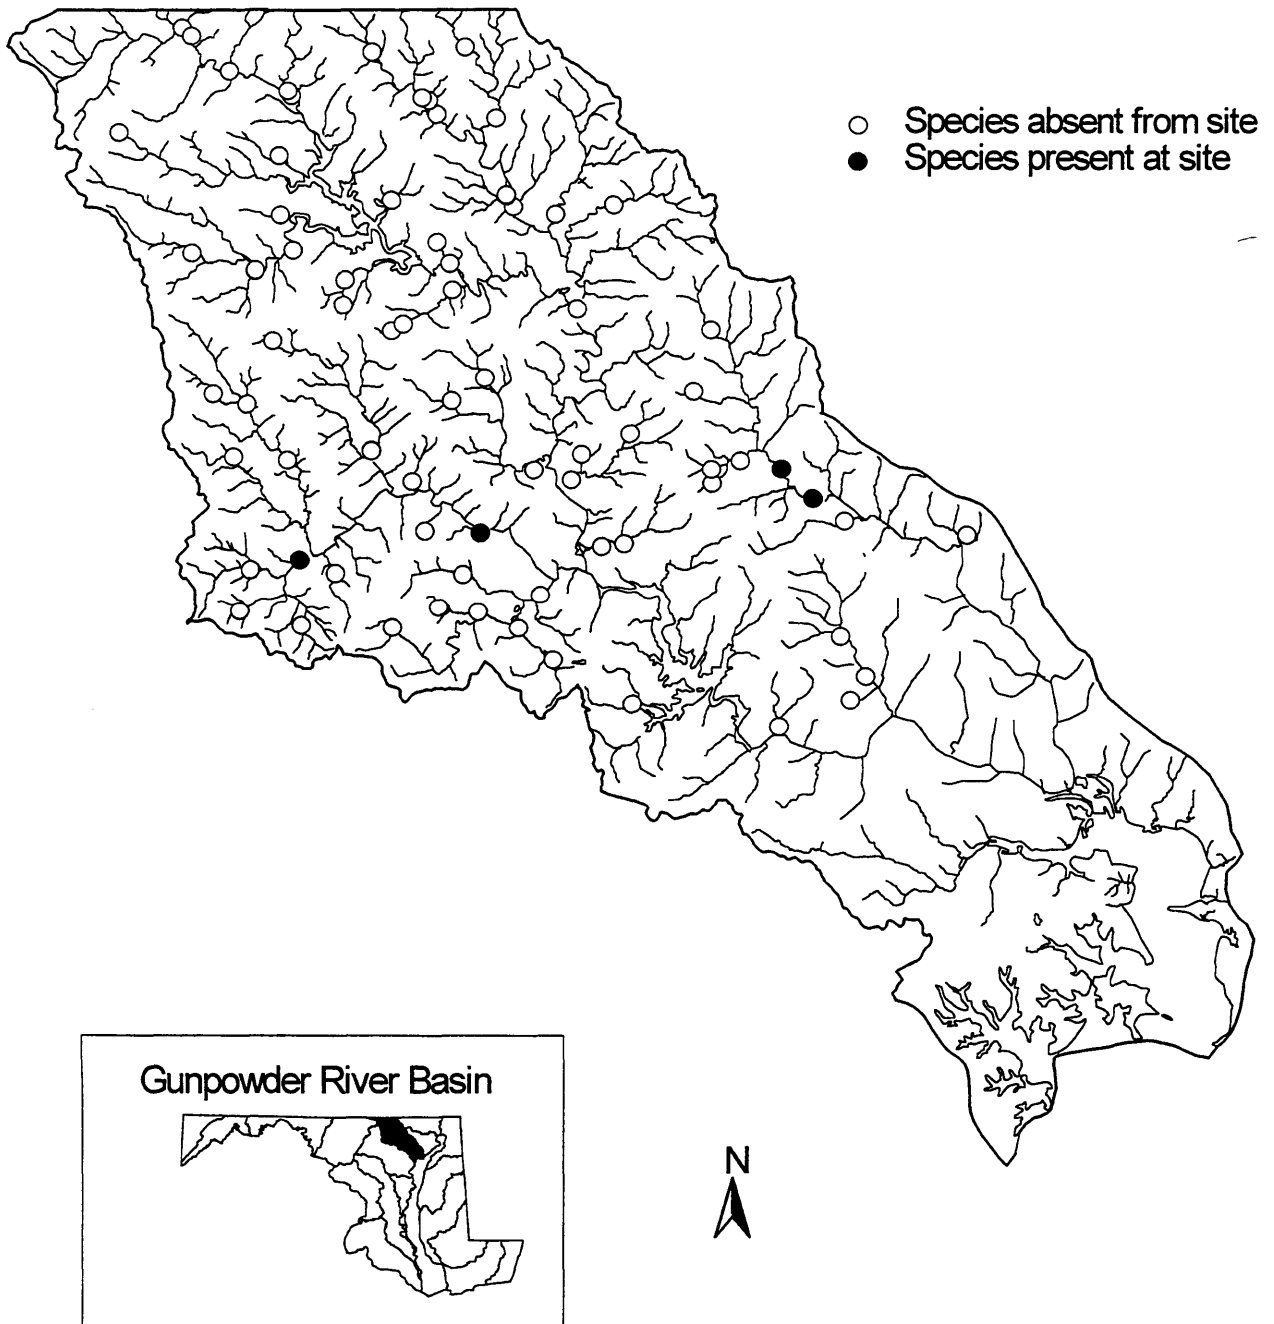 Species absent from site
Species present at site
Gunpowder River Basin
N